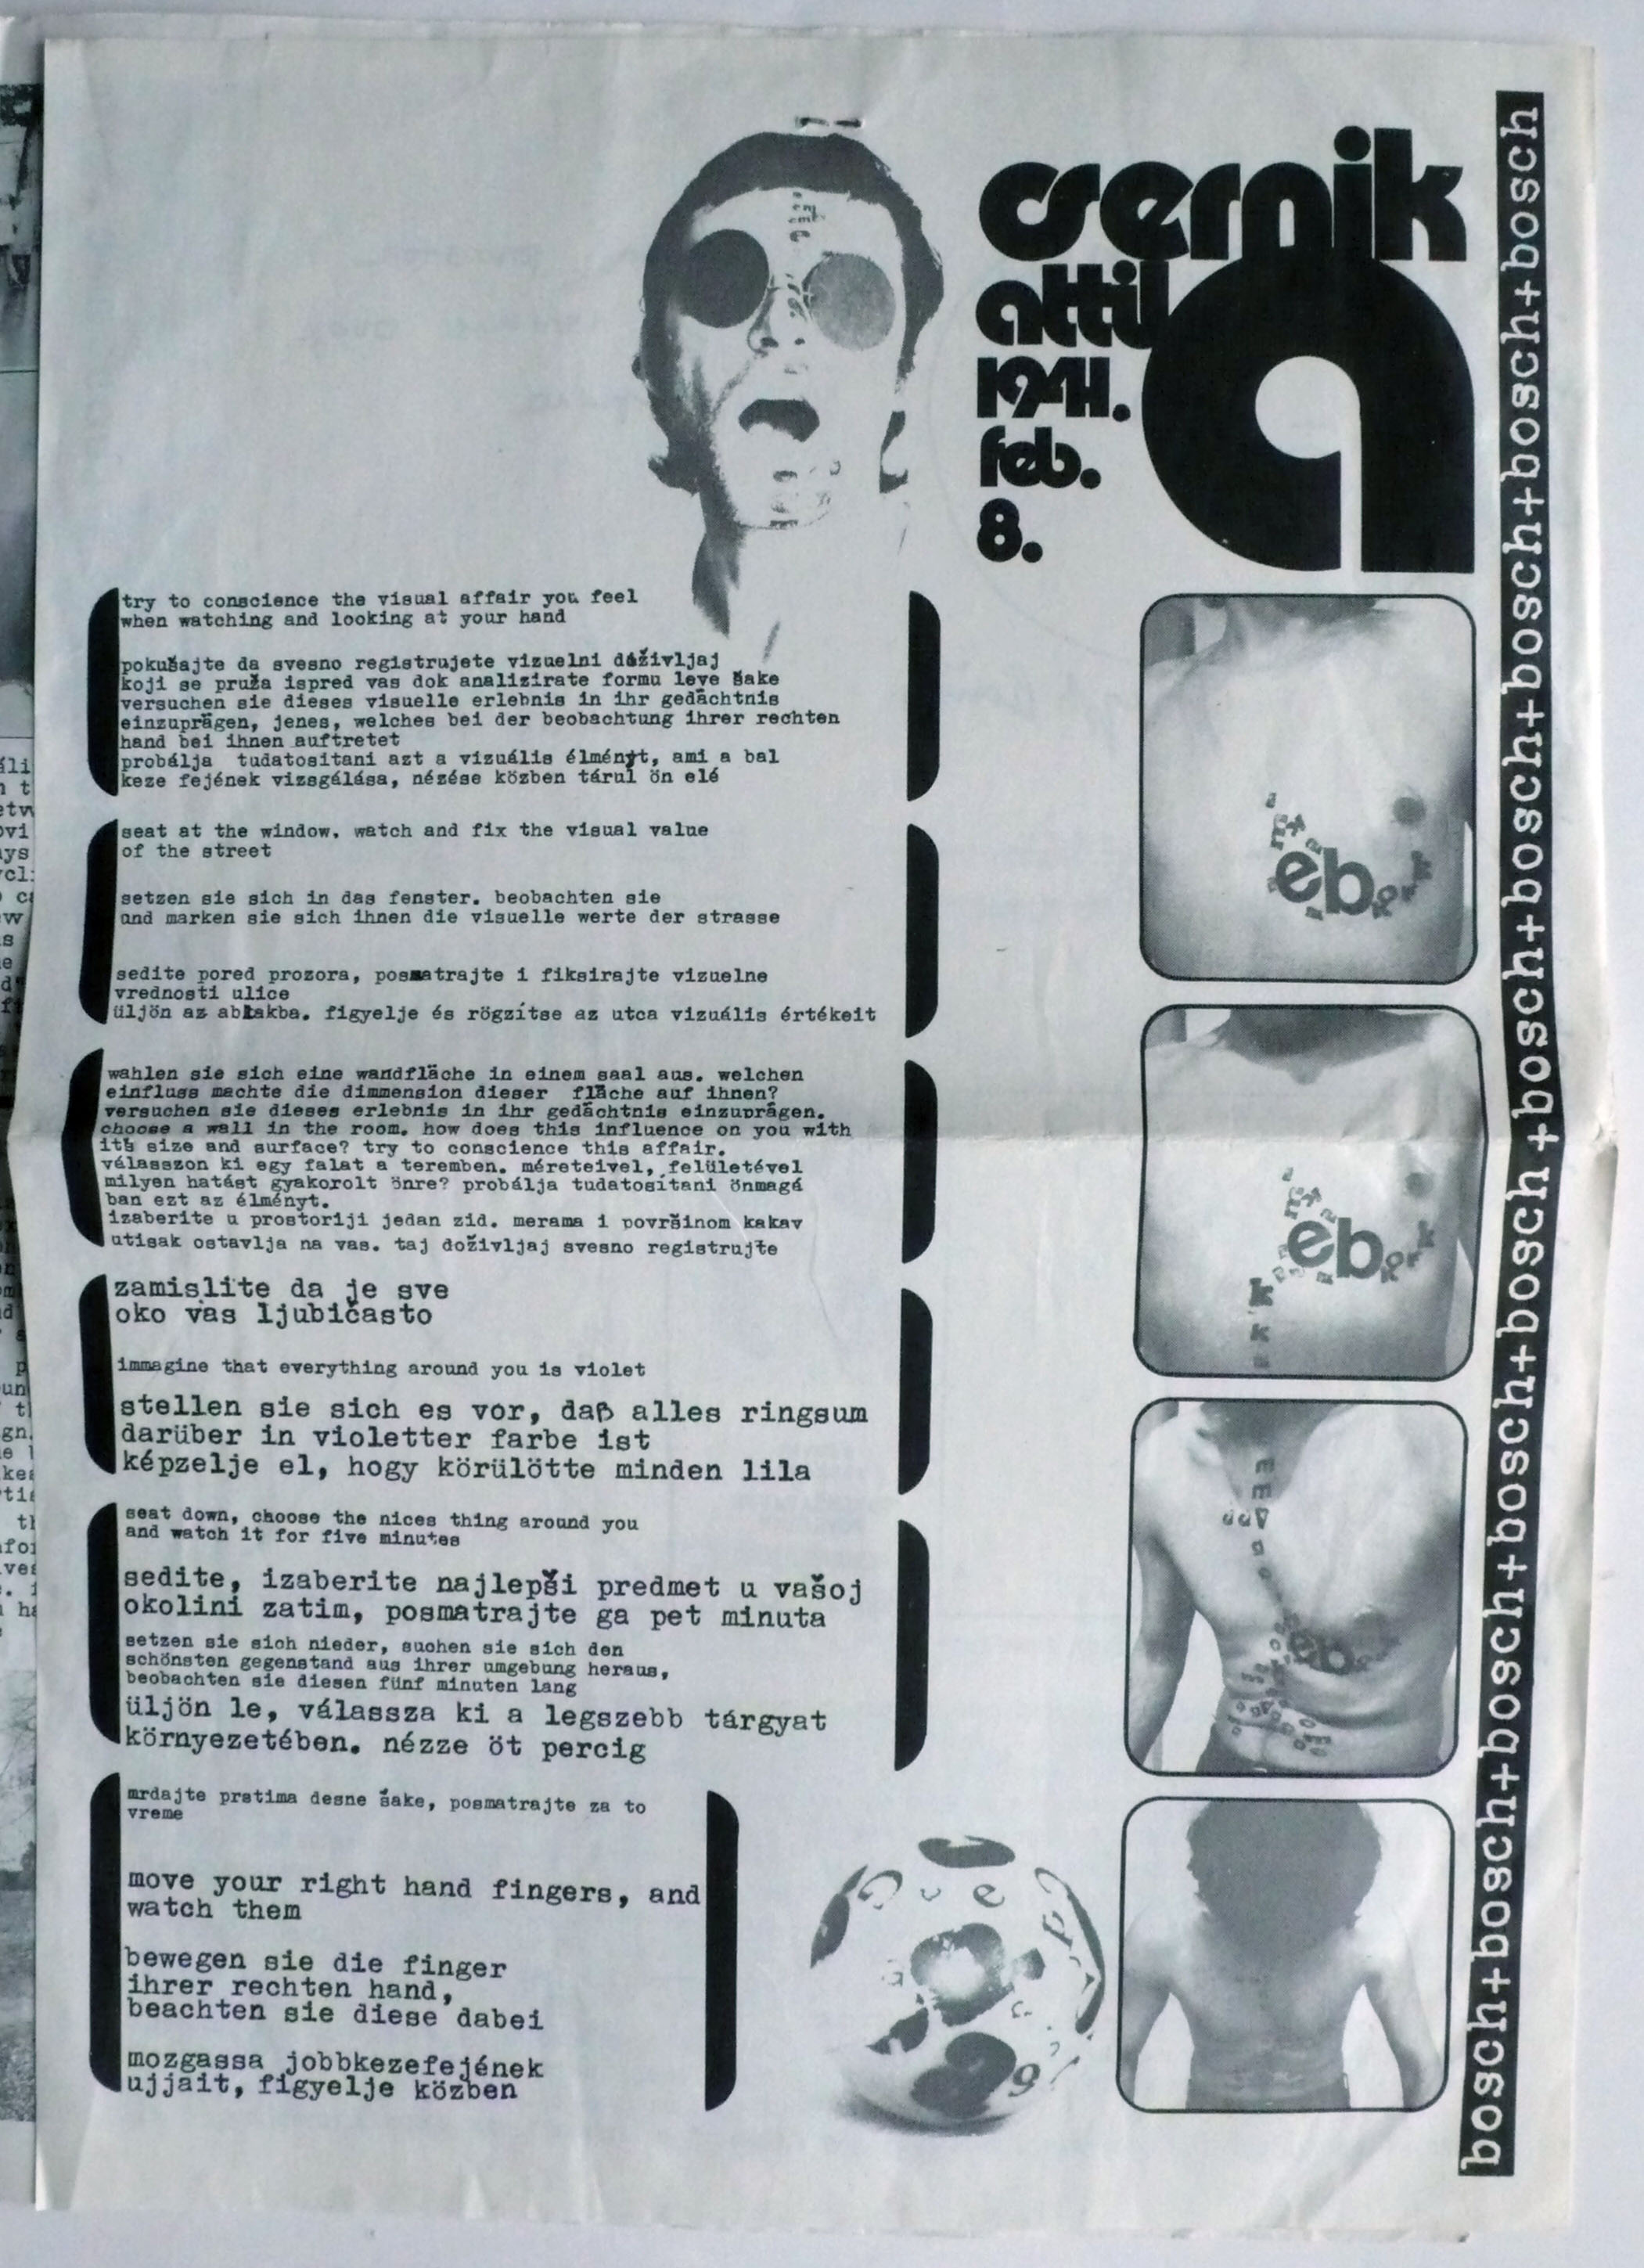 csernik
attila
1941.
feb.
8.
try to conscience the visual affair you feel
when watching and looking at your hand
pokušajte da svesno registrujete vizuelni doživljaj
koji se pruža ispred vas dok analizirate formu leve šake
versuchen sie dieses visuelle erlebnis in ihr gedächtnis
einzuprägen, jenes, welches bei der beobachtung ihrer rechten
hand bei ihnen auftretet
probálja tudatositani azt a vizuális élményt, ami a bal
keze fejének vizsgálása, nézése közben tárul ön elé
seat at the window. watch and fix the visual value
of the street
setzen sie sich in das fenster. beobachten sie
and marken sie sich ihnen die visuelle werte der strasse
sedite pored prozora, posmatrajte i fiksirajte vizuelne
vrednosti ulice
üljön az ablakba. figyelje és rögzítse az utca vizuális értékeit
wahlen sie sich eine wandfläche in einem saal aus. welchen
einfluss machte die dimmension dieser fläche auf ihnen?
versuchen sie dieses erlebnis in ihr gedächtnis einzuprägen.
choose a wall in the room. how does this influence on you with
its size and surface? try to conscience this affair.
válasszon ki egy falat a teremben. méreteivel, felületével
milyen hatást gyakorolt önre? probálja tudatosítani önmagá
ban ezt az élményt.
izaberite u prostoriji jedan zid. merama i površinom kakav
utisak ostavlja na vas. taj doživljaj svesno registrujte
zamislite da je sve
oko vas ljubičasto
immagine that everything around you is violet
stellen sie sich es vor, daß alles ringsum
darüber in violetter farbe ist
képzelje el, hogy körülötte minden lila
seat down, choose the nices thing around you
and watch it for five minutes
sedite, izaberite najlepši predmet u vašoj
okolini zatim, posmatrajte ga pet minuta
setzen sie sich nieder, suchen sie sich den
schönsten gegenstand aus ihrer umgebung heraus,
beobachten sie diesen fünf minuten lang
üljön le, válassza ki a legszebb tárgyat
környezetében. nézze öt percig
mrdajte prstima desne šake, posmatrajte za to
vreme
move your right hand fingers, and
watch them
bewegen sie die finger
ihrer rechten hand,
beachten sie diese dabei
mozgassa jobbkezefejének
ujjait, figyelje közben
eb
eb
eb
bosch+bosch+bosch+bosch+bosch+bosch+bosch+bosch+bosch+bosch+bosch+bosch+bosch+bosch